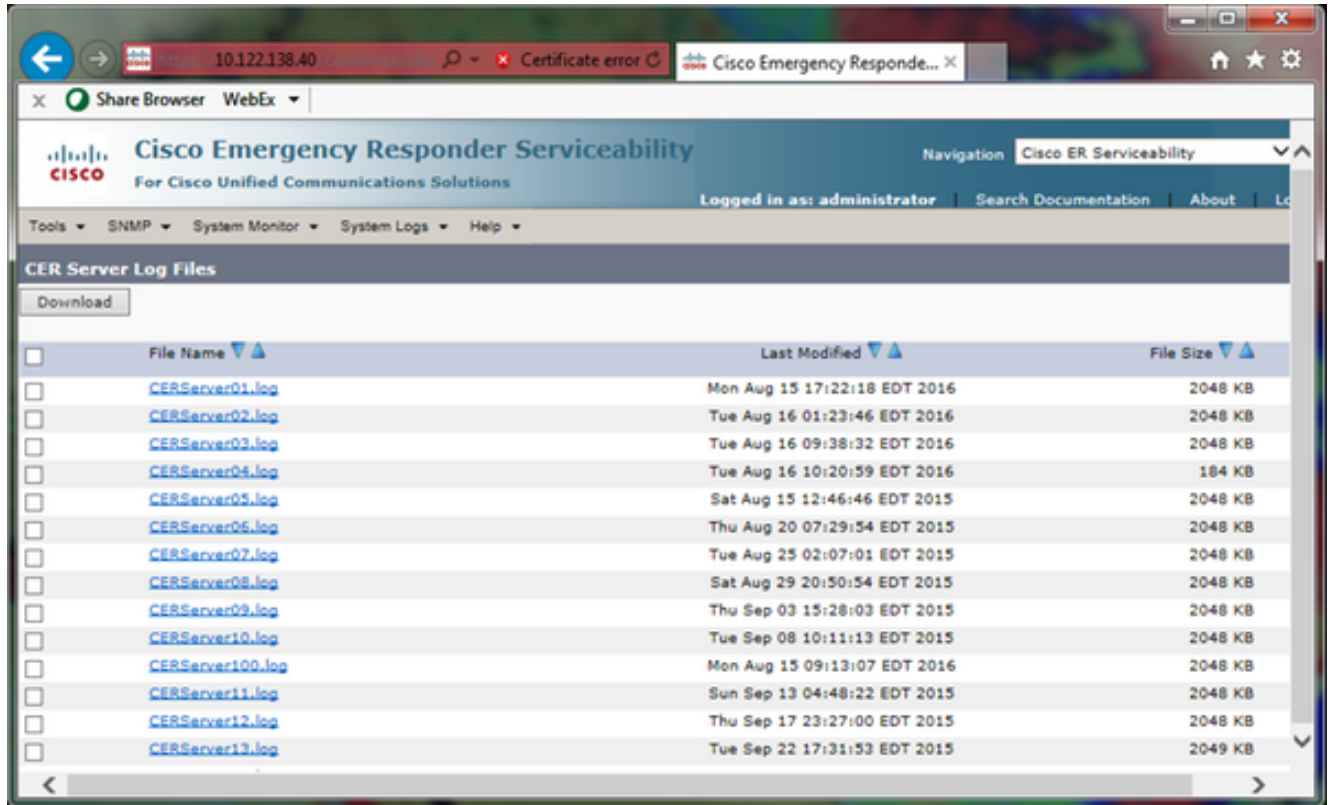 https://10.122.138.40
Certificate error
Cisco Emergency Responde...
Share Browser WebEx
CISCO
Cisco Emergency Responder Serviceability
For Cisco Unified Communications Solutions
Navigation Cisco ER Serviceability
Logged in as: administrator | Search Documentation | About | Lo
Tools SNMP System Monitor System Logs Help
CER Server Log Files
Download
File Name Last Modified File Size
CERServer01.log Mon Aug 15 17:22:18 EDT 2016 2048 KB
CERServer02.log Tue Aug 16 01:23:46 EDT 2016 2048 KB
CERServer03.log Tue Aug 16 09:38:32 EDT 2016 2048 KB
CERServer04.log Tue Aug 16 10:20:59 EDT 2016 184 KB
CERServer05.log Sat Aug 15 12:46:46 EDT 2015 2048 KB
CERServer06.log Thu Aug 20 07:29:54 EDT 2015 2048 KB
CERServer07.log Tue Aug 25 02:07:01 EDT 2015 2048 KB
CERServer08.log Sat Aug 29 20:50:54 EDT 2015 2048 KB
CERServer09.log Thu Sep 03 15:28:03 EDT 2015 2048 KB
CERServer10.log Tue Sep 08 10:11:13 EDT 2015 2048 KB
CERServer100.log Mon Aug 15 09:13:07 EDT 2016 2048 KB
CERServer11.log Sun Sep 13 04:48:22 EDT 2015 2048 KB
CERServer12.log Thu Sep 17 23:27:00 EDT 2015 2048 KB
CERServer13.log Tue Sep 22 17:31:53 EDT 2015 2049 KB